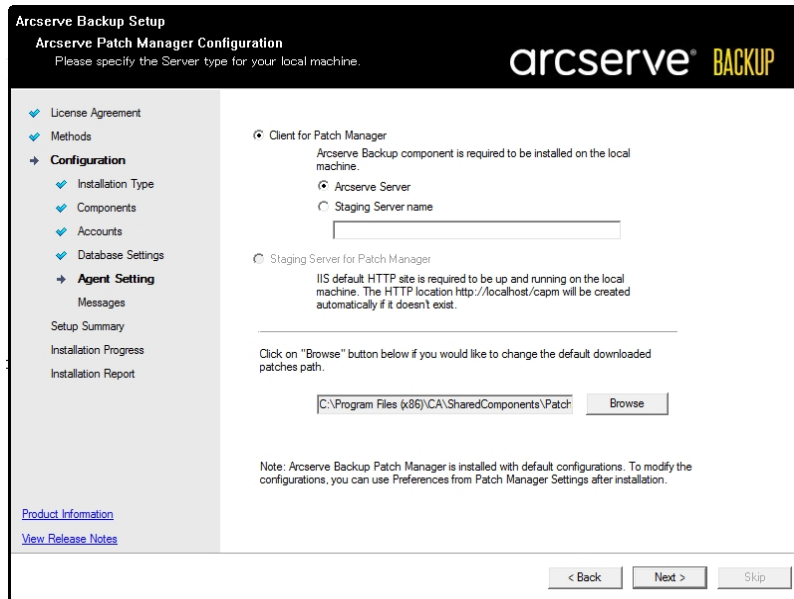 Arcserve Backup Setup
Arcserve Patch Manager Configuration
Please specify the Server type for your local machine.
arcserve® BACKUP
License Agreement
Methods
Configuration
Installation Type
Components
Accounts
Database Settings
Agent Setting
Messages
Setup Summary
Installation Progress
Installation Report
Product Information
View Release Notes
Client for Patch Manager
Arcserve Backup component is required to be installed on the local
machine.
Arcserve Server
Staging Server name
Staging Server for Patch Manager
IIS default HTTP site is required to be up and running on the local
machine. The HTTP location http://localhost/capm will be created
automatically if it doesn't exist.
Click on "Browse" button below if you would like to change the default downloaded
patches path.
C:\Program Files (x86)\CA\SharedComponents\Patch
Browse
Note: Arcserve Backup Patch Manager is installed with default configurations. To modify the
configurations, you can use Preferences from Patch Manager Settings after installation.
< Back
Next >
Skip